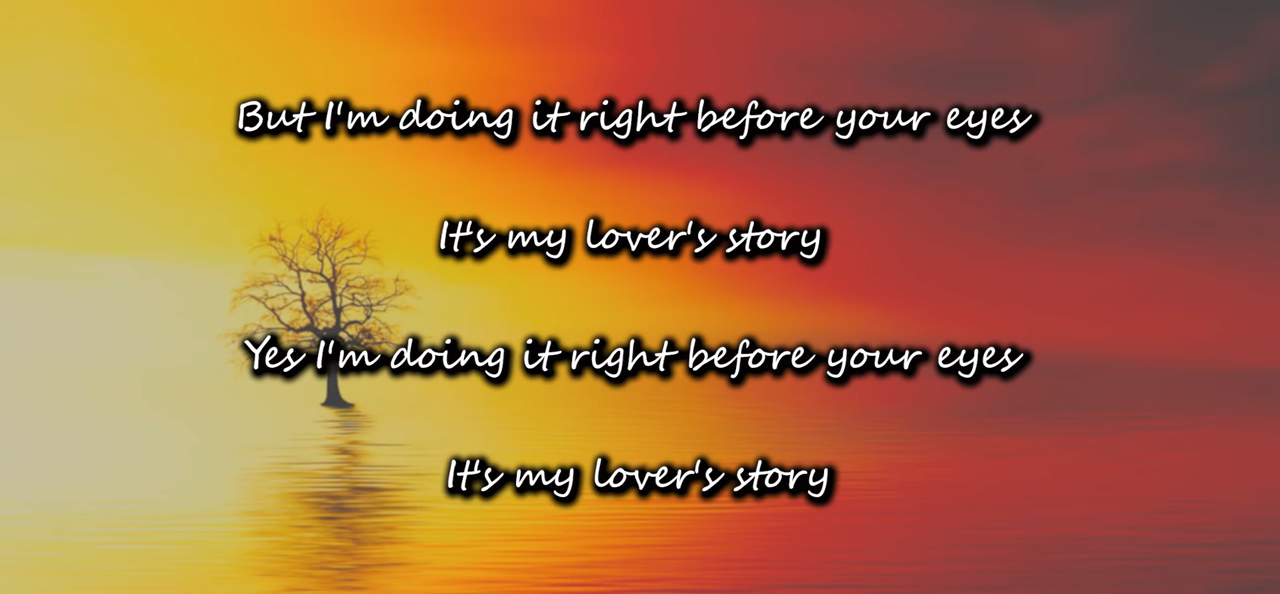 But I'm doing it right before your eyes
It's my lover's story
Yes I'm doing it right before your eyes
It's my lover's story